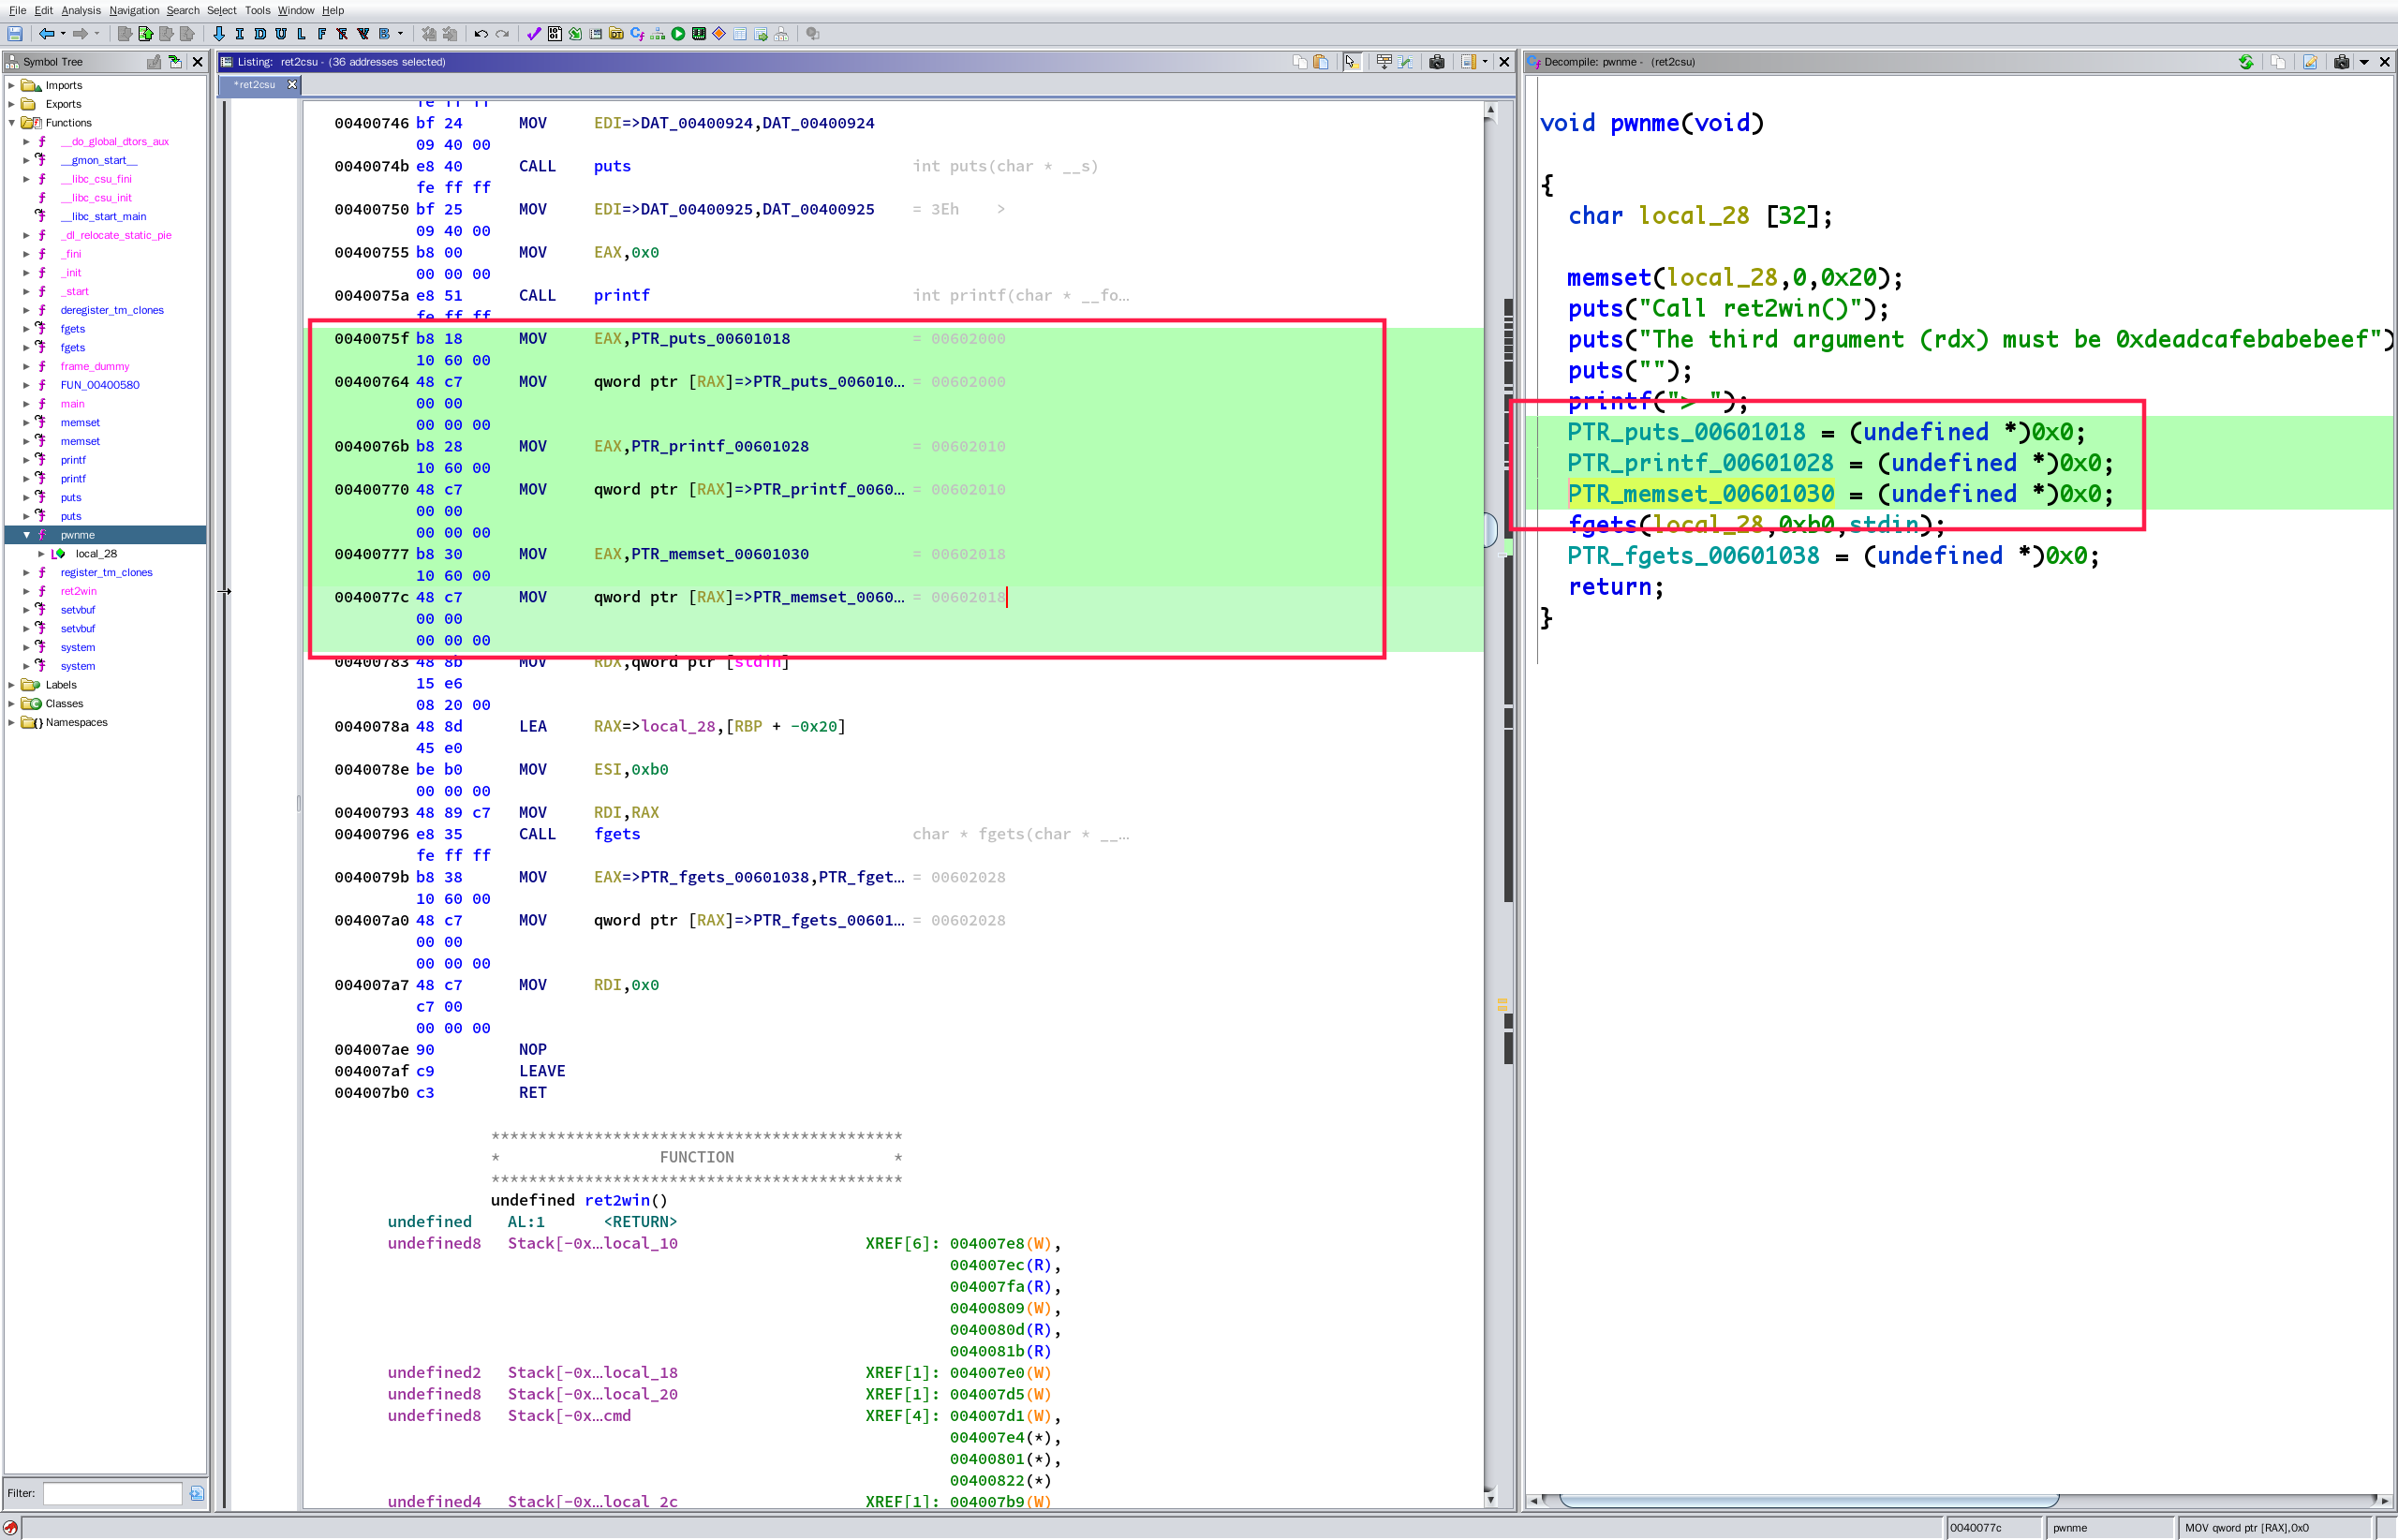 File Edit Analysis Navigation Search Select Tools Window Help
Symbol Tree
Imports
Exports
Functions
__do_global_dtors_aux
__gmon_start__
__libc_csu_fini
__libc_csu_init
__libc_start_main
_dl_relocate_static_pie
_fini
_init
_start
deregister_tm_clones
fgets
fgets
frame_dummy
FUN_00400580
main
memset
memset
printf
printf
puts
puts
pwnme
local_28
register_tm_clones
ret2win
setvbuf
setvbuf
system
system
Labels
Classes
Namespaces
Filter:
Listing: ret2csu - (36 addresses selected)
*ret2csu
fe ff ff
00400746 bf 24 MOV EDI=>DAT_00400924,DAT_00400924
09 40 00
0040074b e8 40 CALL puts int puts(char * __s)
fe ff ff
00400750 bf 25 MOV EDI=>DAT_00400925,DAT_00400925 = 3Eh >
09 40 00
00400755 b8 00 MOV EAX,0x0
00 00 00
0040075a e8 51 CALL printf int printf(char * __fo...
fe ff ff
0040075f b8 18 MOV EAX,PTR_puts_00601018 = 00602000
10 60 00
00400764 48 c7 MOV qword ptr [RAX]=>PTR_puts_006010... = 00602000
00 00
00 00 00
0040076b b8 28 MOV EAX,PTR_printf_00601028 = 00602010
10 60 00
00400770 48 c7 MOV qword ptr [RAX]=>PTR_printf_0060... = 00602010
00 00
00 00 00
00400777 b8 30 MOV EAX,PTR_memset_00601030 = 00602018
10 60 00
0040077c 48 c7 MOV qword ptr [RAX]=>PTR_memset_0060... = 00602018
00 00
00 00 00
00400783 48 8b MOV RDX,qword ptr [stdin]
15 e6
08 20 00
0040078a 48 8d LEA RAX=>local_28,[RBP + -0x20]
45 e0
0040078e be b0 MOV ESI,0xb0
00 00 00
00400793 48 89 c7 MOV RDI,RAX
00400796 e8 35 CALL fgets char * fgets(char * __...
fe ff ff
0040079b b8 38 MOV EAX=>PTR_fgets_00601038,PTR_fget... = 00602028
10 60 00
004007a0 48 c7 MOV qword ptr [RAX]=>PTR_fgets_00601... = 00602028
00 00
00 00 00
004007a7 48 c7 MOV RDI,0x0
c7 00
00 00 00
004007ae 90 NOP
004007af c9 LEAVE
004007b0 c3 RET
********************************************
* FUNCTION *
********************************************
undefined ret2win()
undefined AL:1 <RETURN>
undefined8 Stack[-0x...local_10 XREF[6]: 004007e8(W),
004007ec(R),
004007fa(R),
00400809(W),
0040080d(R),
0040081b(R)
undefined2 Stack[-0x...local_18 XREF[1]: 004007e0(W)
undefined8 Stack[-0x...local_20 XREF[1]: 004007d5(W)
undefined8 Stack[-0x...cmd XREF[4]: 004007d1(W),
004007e4(*),
00400801(*),
00400822(*)
undefined4 Stack[-0x...local_2c XREF[1]: 004007b9(W)
Decompile: pwnme - (ret2csu)
void pwnme(void)
{
char local_28 [32];
memset(local_28,0,0x20);
puts("Call ret2win()");
puts("The third argument (rdx) must be 0xdeadcafebabebeef")
puts("");
printf("> ");
PTR_puts_00601018 = (undefined *)0x0;
PTR_printf_00601028 = (undefined *)0x0;
PTR_memset_00601030 = (undefined *)0x0;
fgets(local_28,0xb0,stdin);
PTR_fgets_00601038 = (undefined *)0x0;
return;
}
0040077c pwnme MOV qword ptr [RAX],0x0